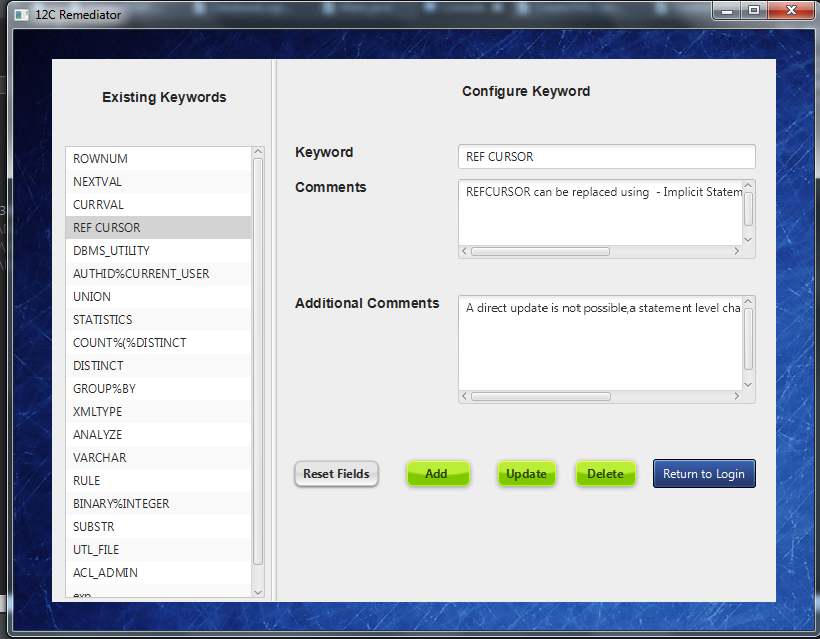 12C Remediator
Existing Keywords
ROWNUM
NEXTVAL
CURRVAL
REF CURSOR
DBMS_UTILITY
AUTHID%CURRENT_USER
UNION
STATISTICS
COUNT%(%DISTINCT
DISTINCT
GROUP%BY
XMLTYPE
ANALYZE
VARCHAR
RULE
BINARY%INTEGER
SUBSTR
UTL_FILE
ACL_ADMIN
exp
Configure Keyword
Keyword
REF CURSOR
Comments
REFCURSOR can be replaced using - Implicit Statem
Additional Comments
A direct update is not possible,a statement level cha
Reset Fields
Add
Update
Delete
Return to Login